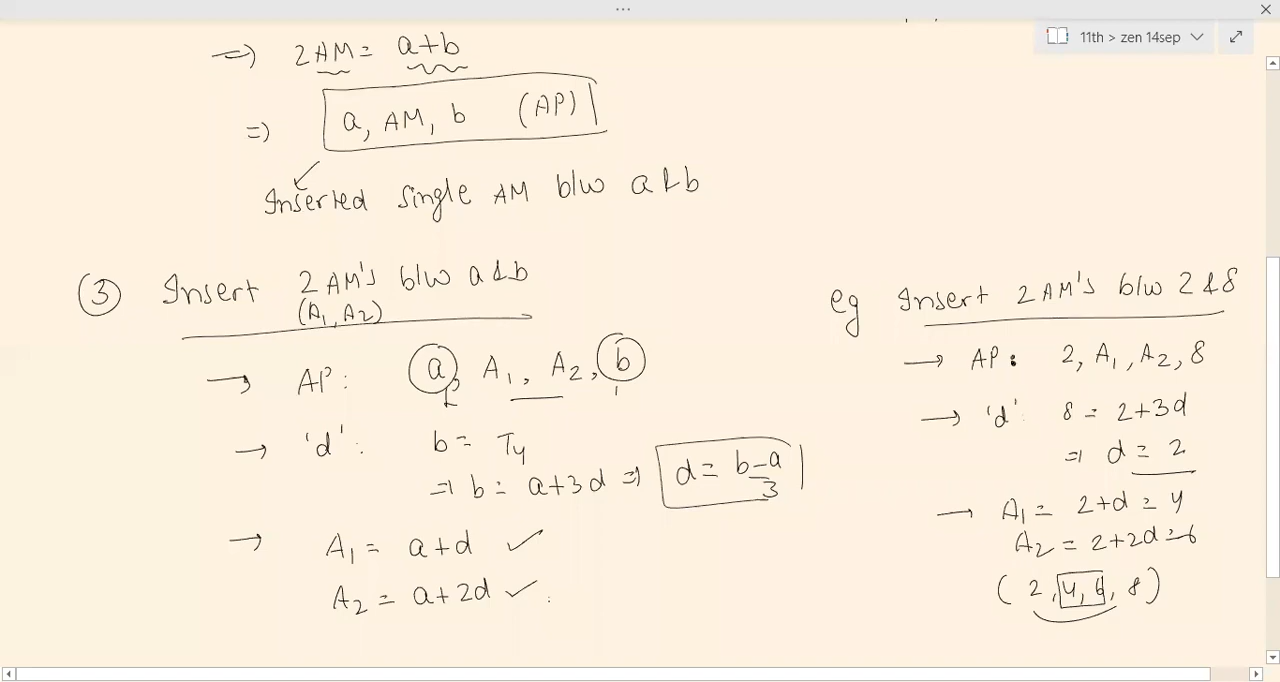 11th > zen 14sep
=) 2AM = a+b
=) a, AM, b (AP)
Inserted single AM b/w a & b
③ Insert 2 AM's b/w a & b
(A₁, A₂)
→ AP: a, A₁, A₂, b
→ 'd': b = T₄
=) b = a+3d =) d = b-a/3
→ A₁ = a+d ✓
A₂ = a+2d ✓
eg Insert 2 AM's b/w 2 & 8
→ AP: 2, A₁, A₂, 8
→ 'd' 8 = 2+3d
=) d = 2
→ A₁ = 2+d = 4
A₂ = 2+2d = 6
(2, 4, 6, 8)